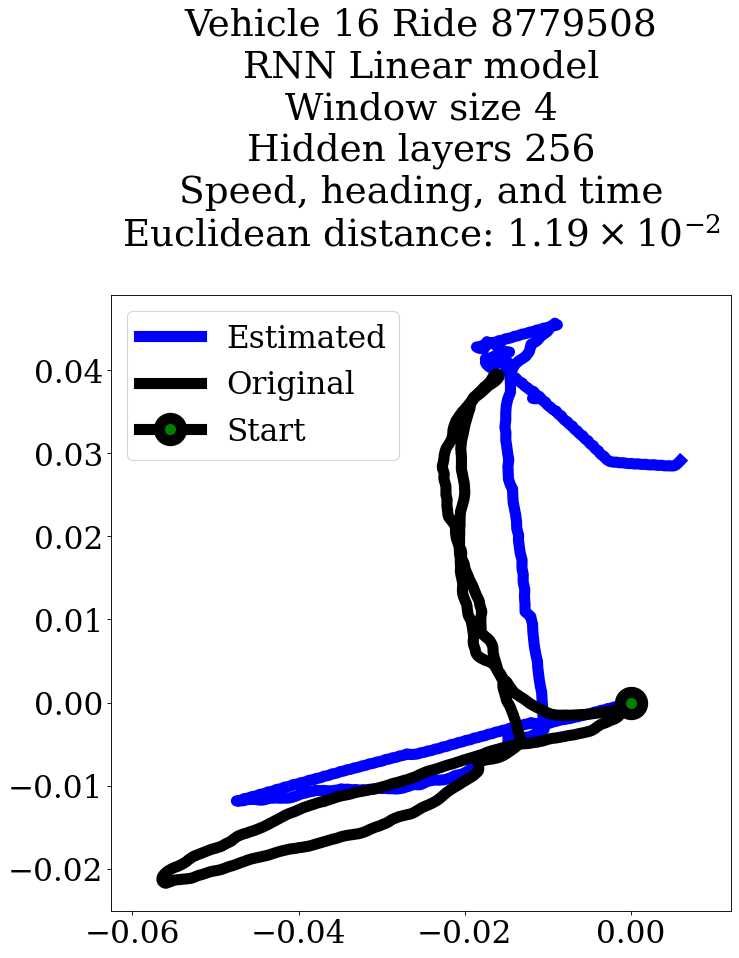 Vehicle 16 Ride 8779508
RNN Linear model
Window size 4
Hidden layers 256
Speed, heading, and time
Euclidean distance: 1.19 × 10⁻²
Estimated
Original
Start
0.04
0.03
0.02
0.01
0.00
−0.01
−0.02
−0.06 −0.04 −0.02 0.00